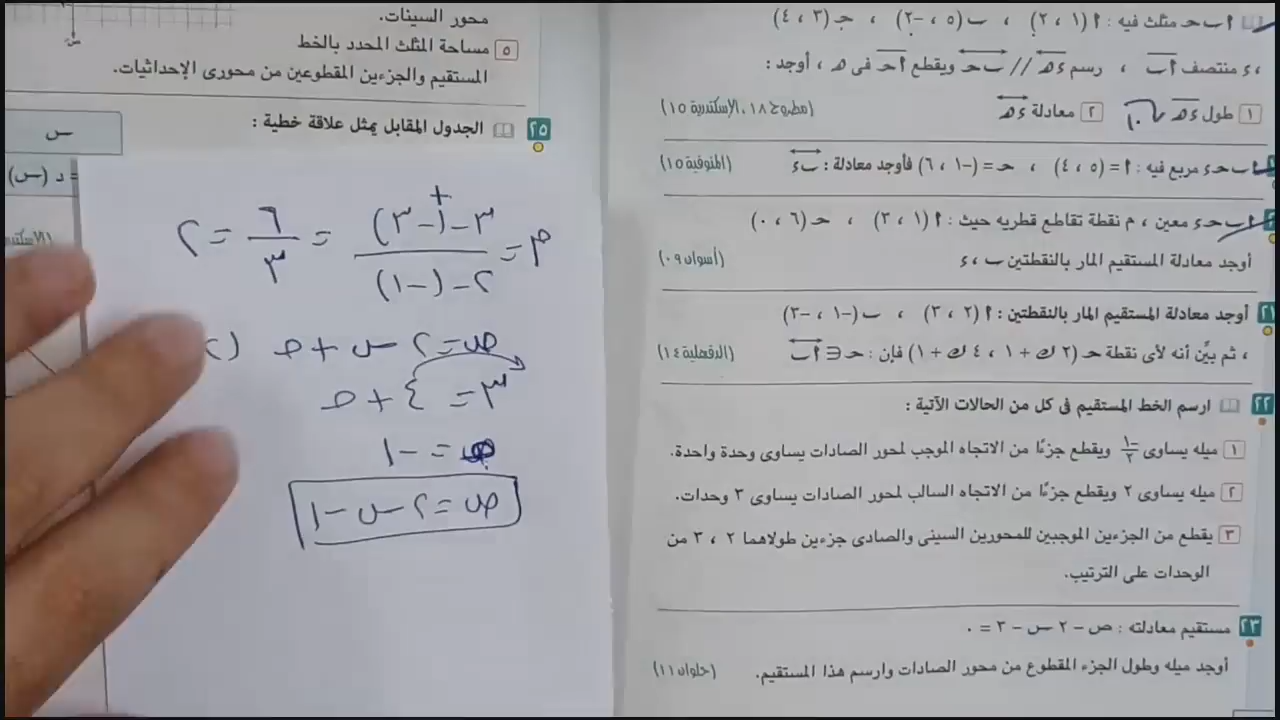 أ ب حـ مثلث فيه : أ (١ ، ٢) ، ب (٥ ، -٢) ، جـ (٣ ، ٤)
، ء منتصف أب ، رسم ءهـ // ب حـ ويقطع أحـ فى هـ ، أوجد :
١ طول ءهـ ٢ معادلة ءهـ (مطروح ١٨ ، الإسكندرية ١٥)
أ ب حـ ء مربع فيه : أ = (٥ ، ٤) ، حـ = (-١ ، ٦) فأوجد معادلة : ب ء (المنوفية ١٥)
أ ب حـ ء معين ، م نقطة تقاطع قطريه حيث : أ (١ ، ٢) ، حـ (٦ ، ٠)
أوجد معادلة المستقيم المار بالنقطتين ب ، ء (أسوان ٠٩)
٢١ أوجد معادلة المستقيم المار بالنقطتين : أ (٢ ، ٣) ، ب (-١ ، -٣)
، ثم بيِّن أنه لأى نقطة حـ (٢ ك + ١ ، ٤ ك + ١) فإن : حـ ∈ أب (الدقهلية ١٤)
٢٢ ارسم الخط المستقيم فى كل من الحالات الآتية :
١ ميله يساوى -١/٢ ويقطع جزءًا من الاتجاه الموجب لمحور الصادات يساوى وحدة واحدة.
٢ ميله يساوى ٢ ويقطع جزءًا من الاتجاه السالب لمحور الصادات يساوى ٣ وحدات.
٣ يقطع من الجزءين الموجبين للمحورين السينى والصادى جزءين طولاهما ٢ ، ٣ من
الوحدات على الترتيب.
٢٣ مستقيم معادلته : ص - ٢ س - ٣ = ٠
أوجد ميله وطول الجزء المقطوع من محور الصادات وارسم هذا المستقيم. (حلوان ١١)
محور السينات.
٥ مساحة المثلث المحدد بالخط
المستقيم والجزءين المقطوعين من محورى الإحداثيات.
٢٥ الجدول المقابل يمثل علاقة خطية :
س
= د (س)
م = (٣ - (-٣)) / (٢ - (-١)) = ٦/٣ = ٢
ص = ٢ س + حـ
٣ = ٤ + حـ
حـ = -١
ص = ٢ س - ١